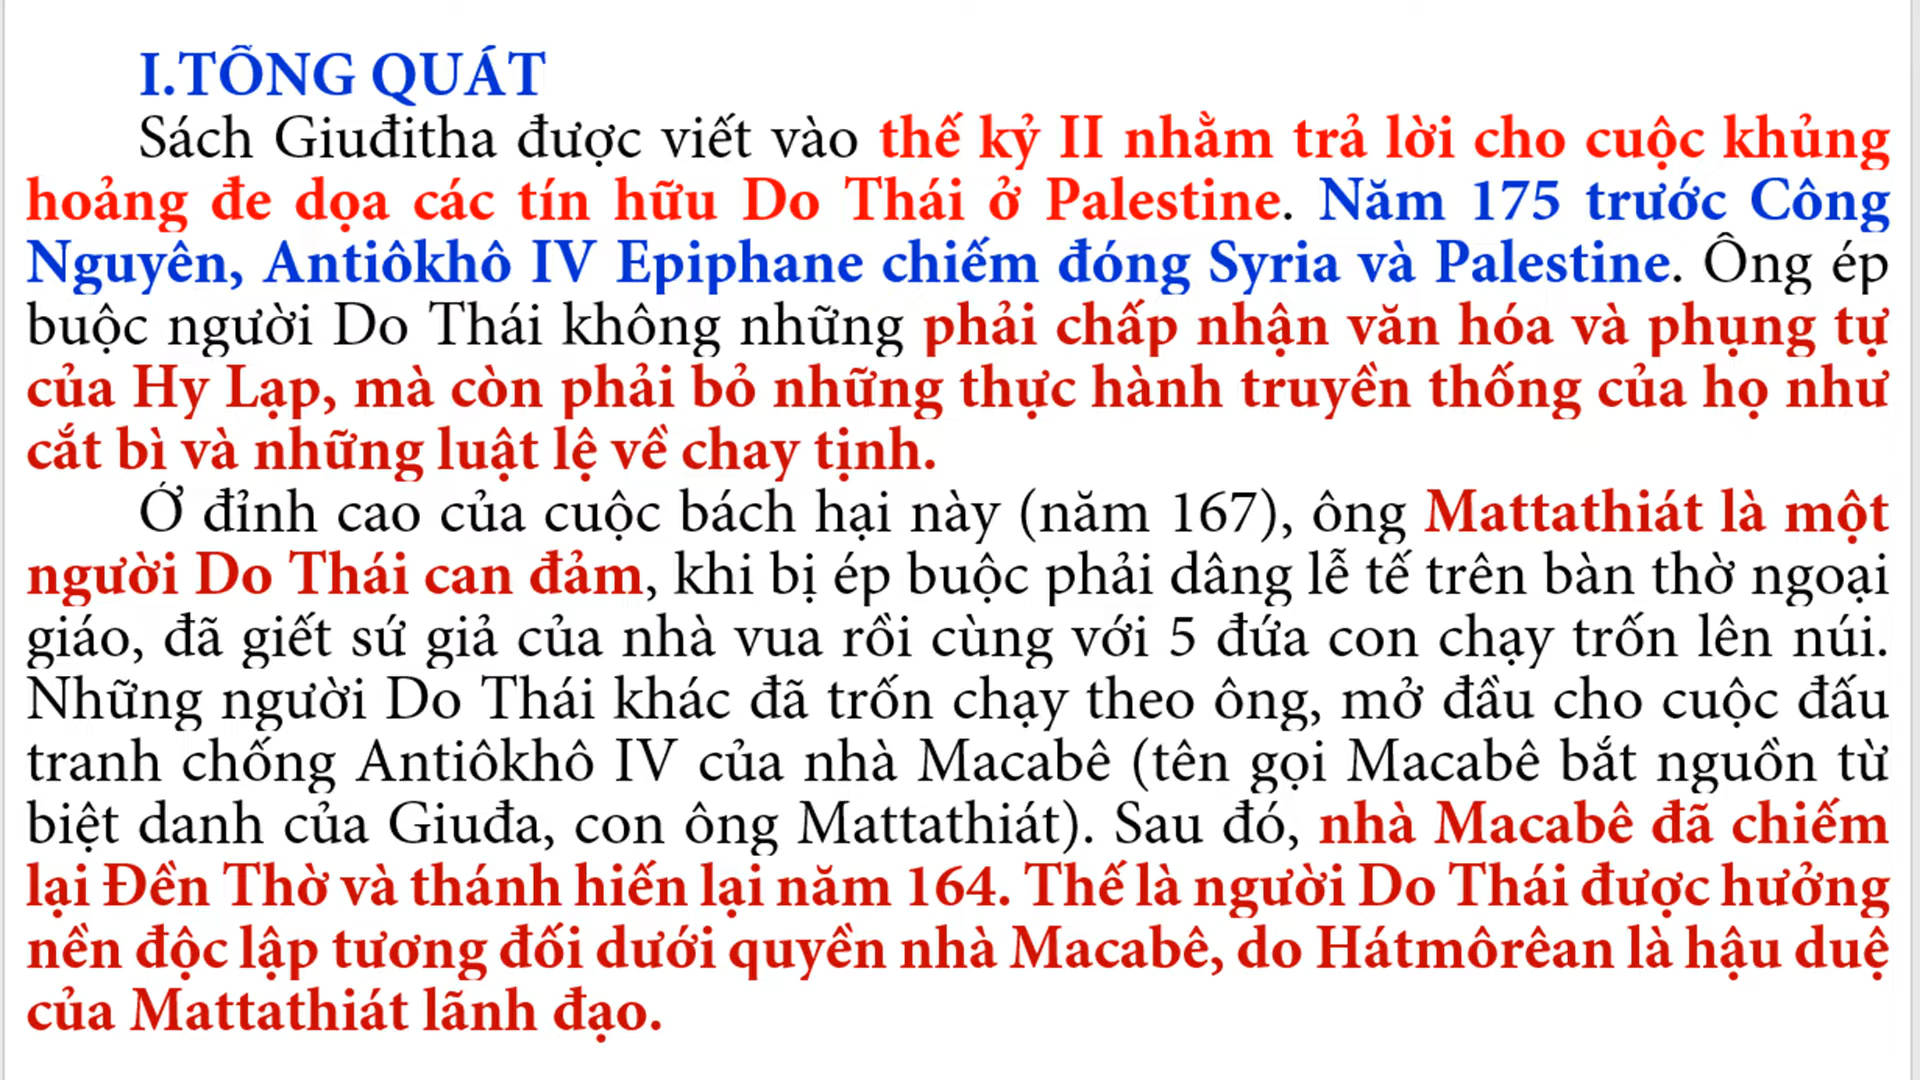 I.TỔNG QUÁT
Sách Giuđitha được viết vào thế kỷ II nhằm trả lời cho cuộc khủng
hoảng đe dọa các tín hữu Do Thái ở Palestine. Năm 175 trước Công
Nguyên, Antiôkhô IV Epiphane chiếm đóng Syria và Palestine. Ông ép
buộc người Do Thái không những phải chấp nhận văn hóa và phụng tự
của Hy Lạp, mà còn phải bỏ những thực hành truyền thống của họ như
cắt bì và những luật lệ về chay tịnh.
Ở đỉnh cao của cuộc bách hại này (năm 167), ông Mattathiát là một
người Do Thái can đảm, khi bị ép buộc phải dâng lễ tế trên bàn thờ ngoại
giáo, đã giết sứ giả của nhà vua rồi cùng với 5 đứa con chạy trốn lên núi.
Những người Do Thái khác đã trốn chạy theo ông, mở đầu cho cuộc đấu
tranh chống Antiôkhô IV của nhà Macabê (tên gọi Macabê bắt nguồn từ
biệt danh của Giuđa, con ông Mattathiát). Sau đó, nhà Macabê đã chiếm
lại Đền Thờ và thánh hiến lại năm 164. Thế là người Do Thái được hưởng
nền độc lập tương đối dưới quyền nhà Macabê, do Hátmôrêan là hậu duệ
của Mattathiát lãnh đạo.